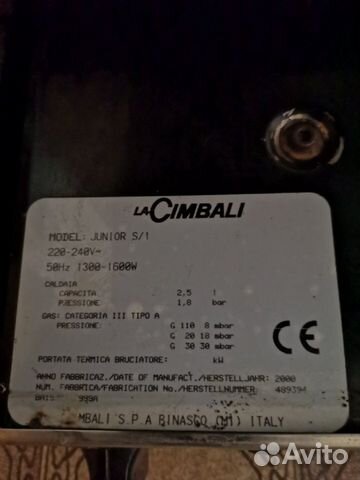 LA CIMBALI
MODEL: JUNIOR S/1
220-240V~
50Hz 1300-1600W
CALDAIA
CAPACITA 2,5 l
PRESSIONE 1,8 bar
GAS: CATEGORIA III TIPO A
PRESSIONE: G 110 8 mbar
G 20 18 mbar
G 30 30 mbar
PORTATA TERMICA BRUCIATORE: kW
CE
ANNO FABBRICAZ./DATE OF MANUFACT./HERSTELLJAHR: 2000
NUM. FABBRICA/FABRICATION No./HERSTELLNUMMER: 489394
999A
MBALI S.P.A BINASCO (MI) ITALY
Avito